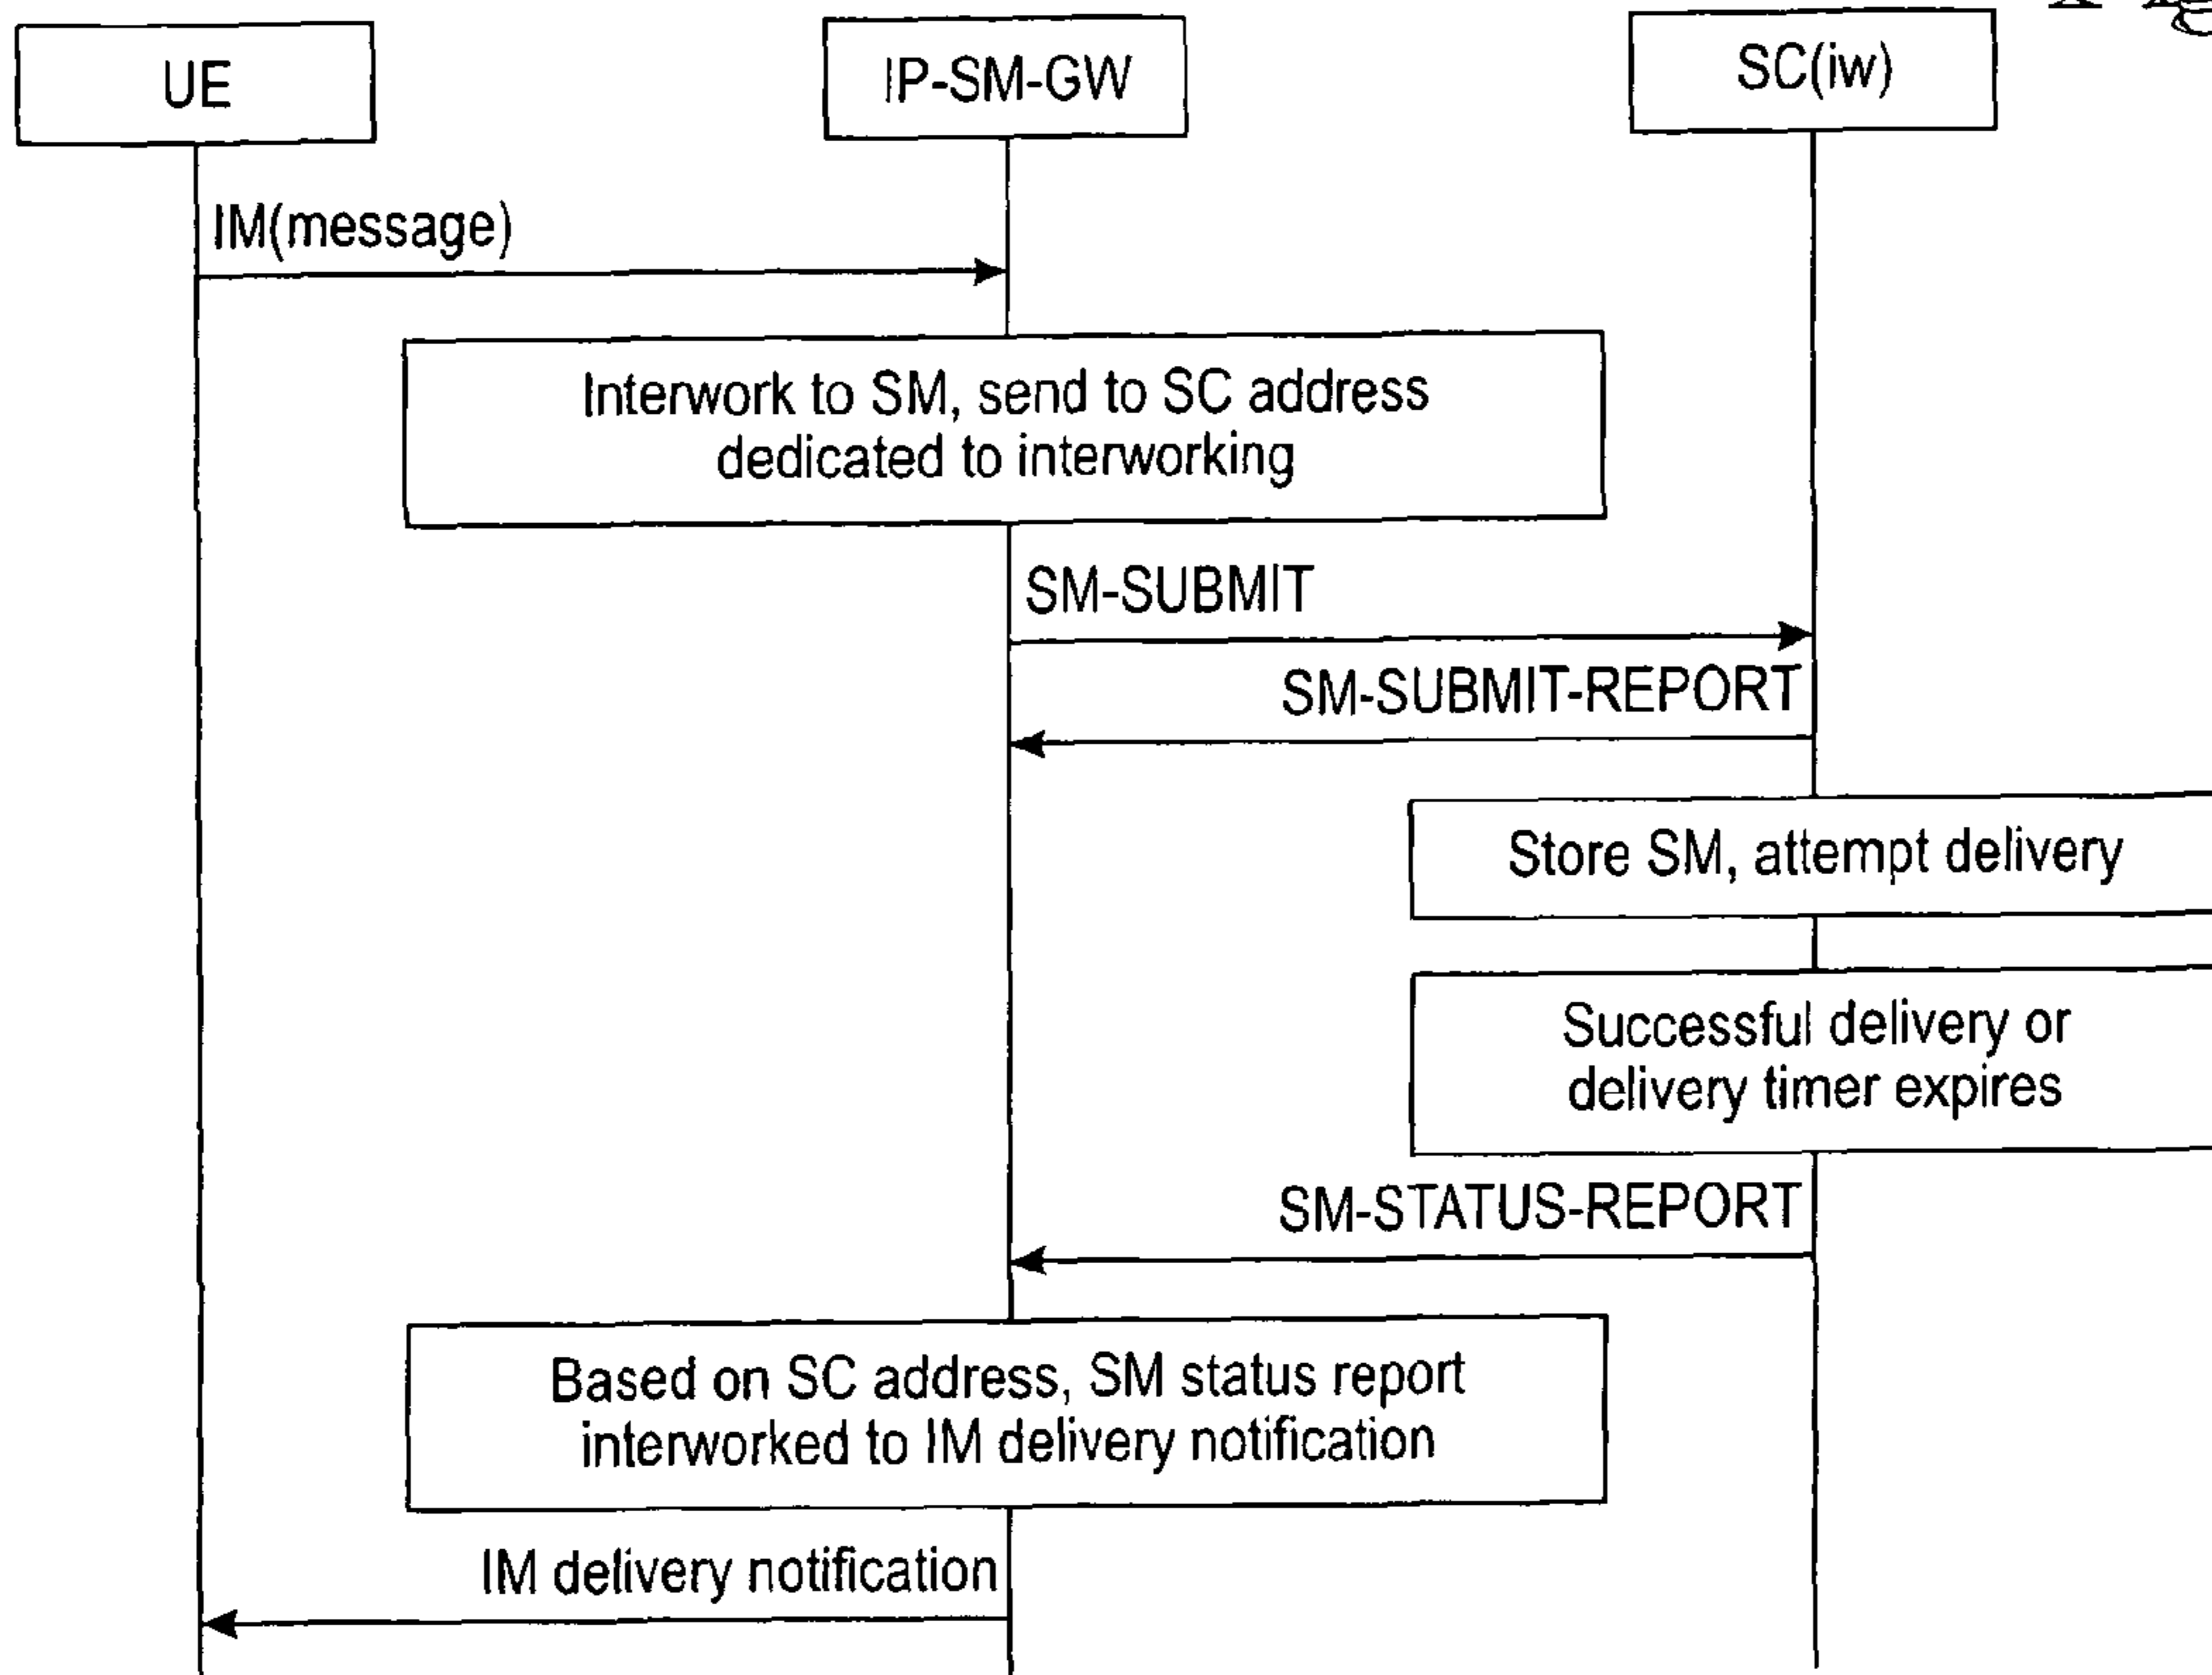 UE
IP-SM-GW
SC(iw)
IM(message)
Interwork to SM, send to SC address
dedicated to interworking
SM-SUBMIT
SM-SUBMIT-REPORT
Store SM, attempt delivery
Successful delivery or
delivery timer expires
SM-STATUS-REPORT
Based on SC address, SM status report
interworked to IM delivery notification
IM delivery notification